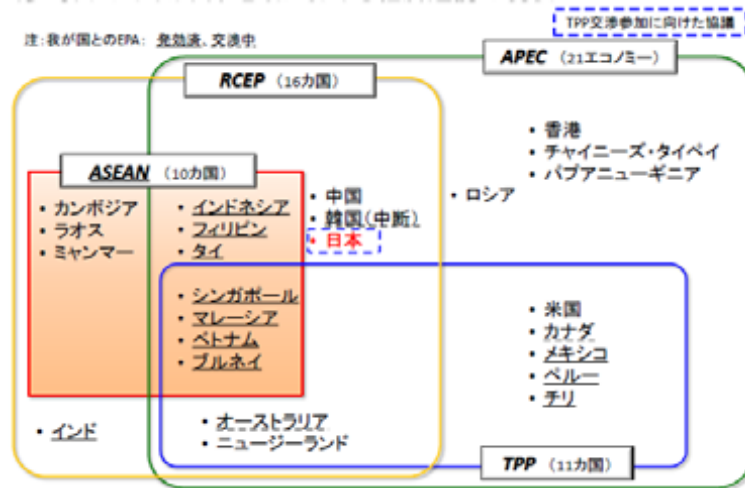 TPP交渉参加に向けた協議
注:我が国とのEPA: 発効済、交渉中
APEC (21エコノミー)
RCEP (16カ国)
・香港
・チャイニーズ・タイペイ
・パプアニューギニア
ASEAN (10カ国)
・カンボジア
・ラオス
・ミャンマー
・インドネシア
・フィリピン
・タイ
・中国
・韓国(中断)
・日本
・ロシア
・シンガポール
・マレーシア
・ベトナム
・ブルネイ
・米国
・カナダ
・メキシコ
・ペルー
・チリ
・インド
・オーストラリア
・ニュージーランド
TPP (11カ国)